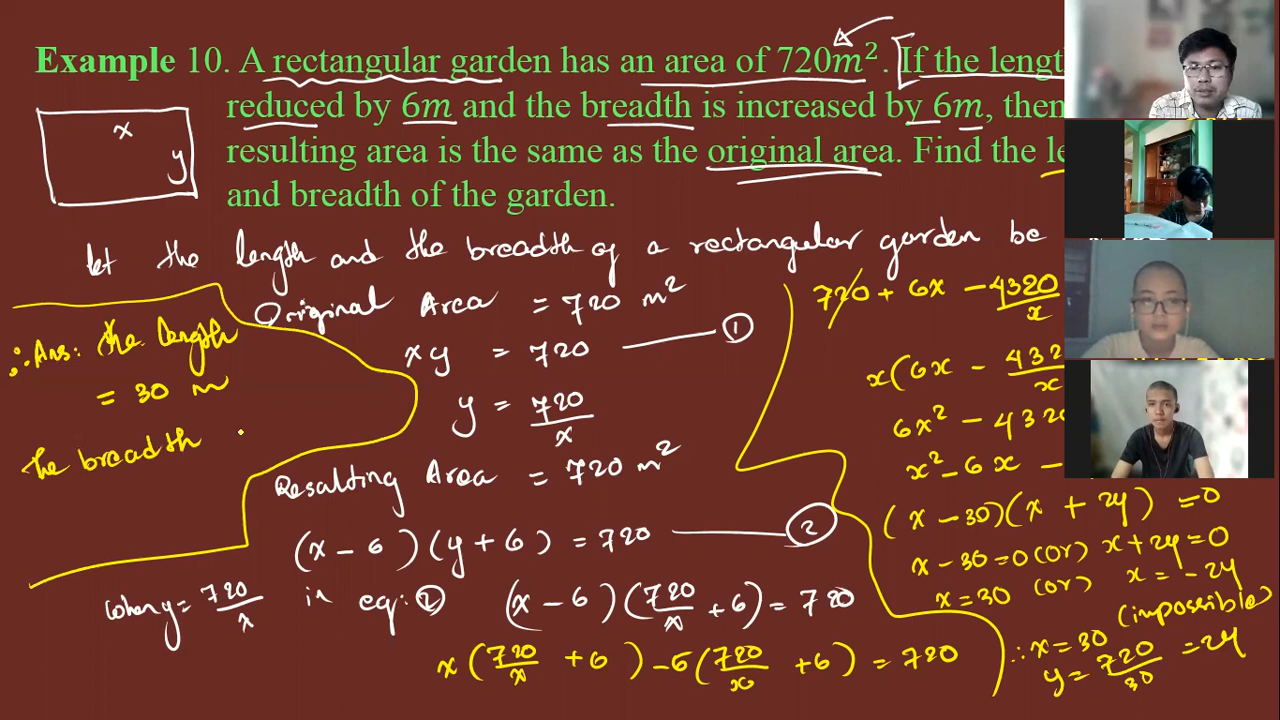 Example 10. A rectangular garden has an area of 720m². If the lengt
reduced by 6m and the breadth is increased by 6m, then
resulting area is the same as the original area. Find the le
and breadth of the garden.
x
y
let the length and the breadth of a rectangular garden be
Original Area = 720 m²
xy = 720 ①
y = 720/x
Resulting Area = 720 m²
(x - 6)(y + 6) = 720 ②
when y = 720/x in eq: ② (x - 6)(720/x + 6) = 720
x(720/x + 6) - 6(720/x + 6) = 720
720 + 6x - 4320/x
x(6x - 432/x
6x² - 4320
x² - 6x -
(x - 30)(x + 24) = 0
x - 30 = 0 (or) x + 24 = 0
x = 30 (or) x = -24
(impossible)
∴ x = 30
y = 720/30 = 24
∴ Ans: the length
= 30 m
the breadth